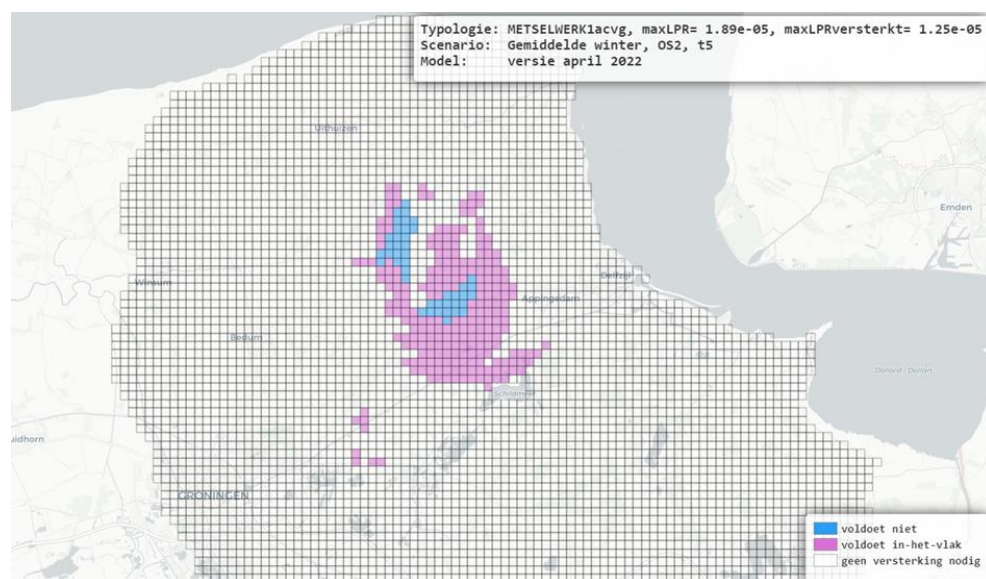 Typologie: METSELWERK1acvg, maxLPR= 1.89e-05, maxLPRversterkt= 1.25e-05
Scenario: Gemiddelde winter, OS2, t5
Model: versie april 2022
Uithuizen
Emden
Delfzijl
Winsum
Appingedam
Bedum
Dollard / Dollart
Schildmeer
uidhorn
GRONINGEN
voldoet niet
voldoet in-het-vlak
geen versterking nodig